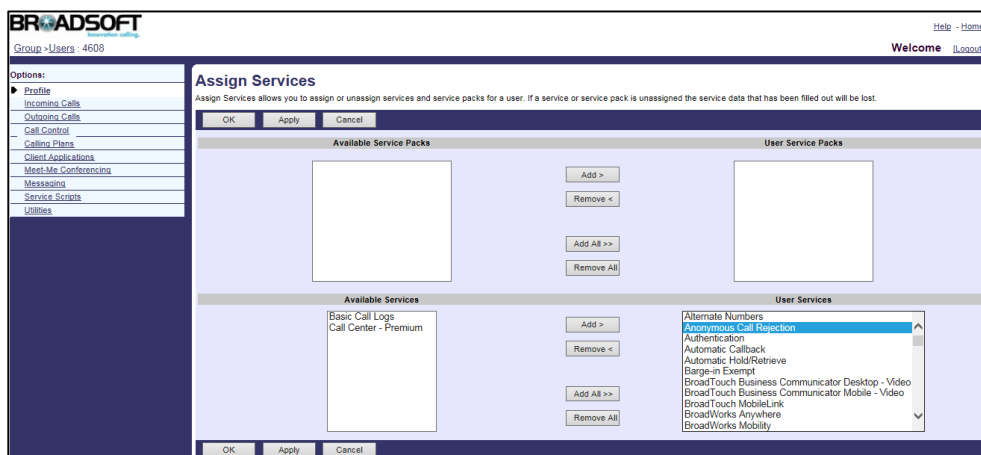 BROADSOFT
innovation calling.
Help - Home
Group >Users : 4608
Welcome [Logout
Options:
Profile
Incoming Calls
Outgoing Calls
Call Control
Calling Plans
Client Applications
Meet-Me Conferencing
Messaging
Service Scripts
Utilities
Assign Services
Assign Services allows you to assign or unassign services and service packs for a user. If a service or service pack is unassigned the service data that has been filled out will be lost.
OK Apply Cancel
Available Service Packs User Service Packs
Add >
Remove <
Add All >>
Remove All
Available Services User Services
Basic Call Logs
Call Center - Premium
Add >
Remove <
Add All >>
Remove All
Alternate Numbers
Anonymous Call Rejection
Authentication
Automatic Callback
Automatic Hold/Retrieve
Barge-in Exempt
BroadTouch Business Communicator Desktop - Video
BroadTouch Business Communicator Mobile - Video
BroadTouch MobileLink
BroadWorks Anywhere
BroadWorks Mobility
OK Apply Cancel